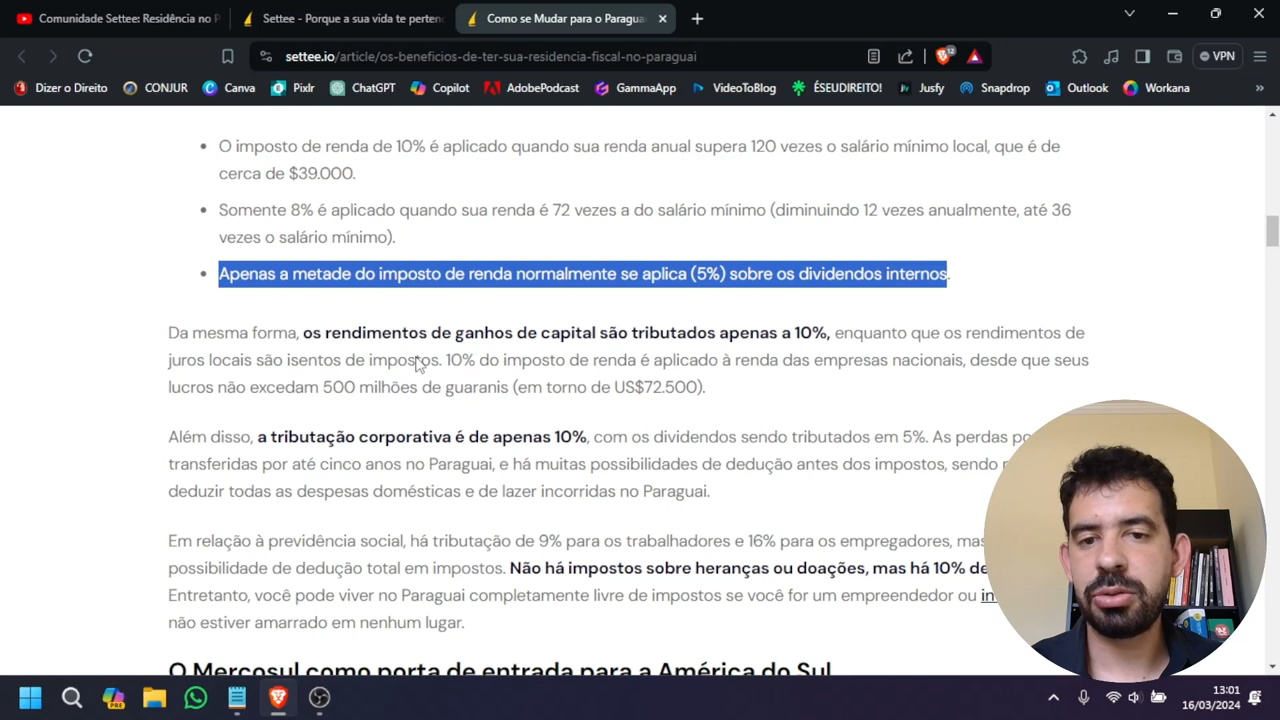 Comunidade Settee: Residência no P
Settee - Porque a sua vida te perten
Como se Mudar para o Paragua
settee.io/article/os-beneficios-de-ter-sua-residencia-fiscal-no-paraguai
12
VPN
Dizer o Direito
CONJUR
Canva
Pixlr
ChatGPT
Copilot
AdobePodcast
GammaApp
VideoToBlog
ÉSEUDIREITO!
Jusfy
Snapdrop
Outlook
Workana
»
• O imposto de renda de 10% é aplicado quando sua renda anual supera 120 vezes o salário mínimo local, que é de
cerca de $39.000.
• Somente 8% é aplicado quando sua renda é 72 vezes a do salário mínimo (diminuindo 12 vezes anualmente, até 36
vezes o salário mínimo).
• Apenas a metade do imposto de renda normalmente se aplica (5%) sobre os dividendos internos.
Da mesma forma, os rendimentos de ganhos de capital são tributados apenas a 10%, enquanto que os rendimentos de
juros locais são isentos de impostos. 10% do imposto de renda é aplicado à renda das empresas nacionais, desde que seus
lucros não excedam 500 milhões de guaranis (em torno de US$72.500).
Além disso, a tributação corporativa é de apenas 10%, com os dividendos sendo tributados em 5%. As perdas
transferidas por até cinco anos no Paraguai, e há muitas possibilidades de dedução antes dos impostos, sendo
deduzir todas as despesas domésticas e de lazer incorridas no Paraguai.
Em relação à previdência social, há tributação de 9% para os trabalhadores e 16% para os empregadores, mas
possibilidade de dedução total em impostos. Não há impostos sobre heranças ou doações, mas há 10% de
Entretanto, você pode viver no Paraguai completamente livre de impostos se você for um empreendedor ou in
não estiver amarrado em nenhum lugar.
O Mercosul como porta de entrada para a América do Sul
PRE
13:01
16/03/2024